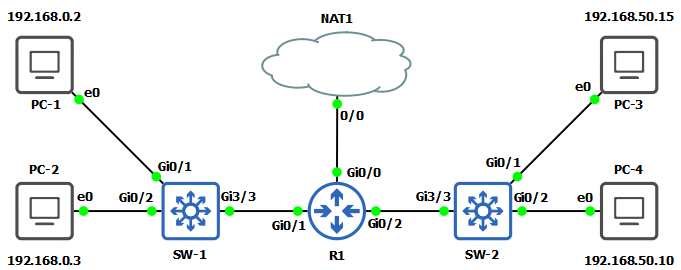 192.168.0.2
NAT1
192.168.50.15
PC-1
e0
0/0
e0
PC-3
PC-2
Gi0/1
Gi0/0
Gi0/1
PC-4
e0
Gi0/2
Gi3/3
Gi3/3
Gi0/2
e0
Gi0/1
Gi0/2
SW-1
R1
SW-2
192.168.0.3
192.168.50.10